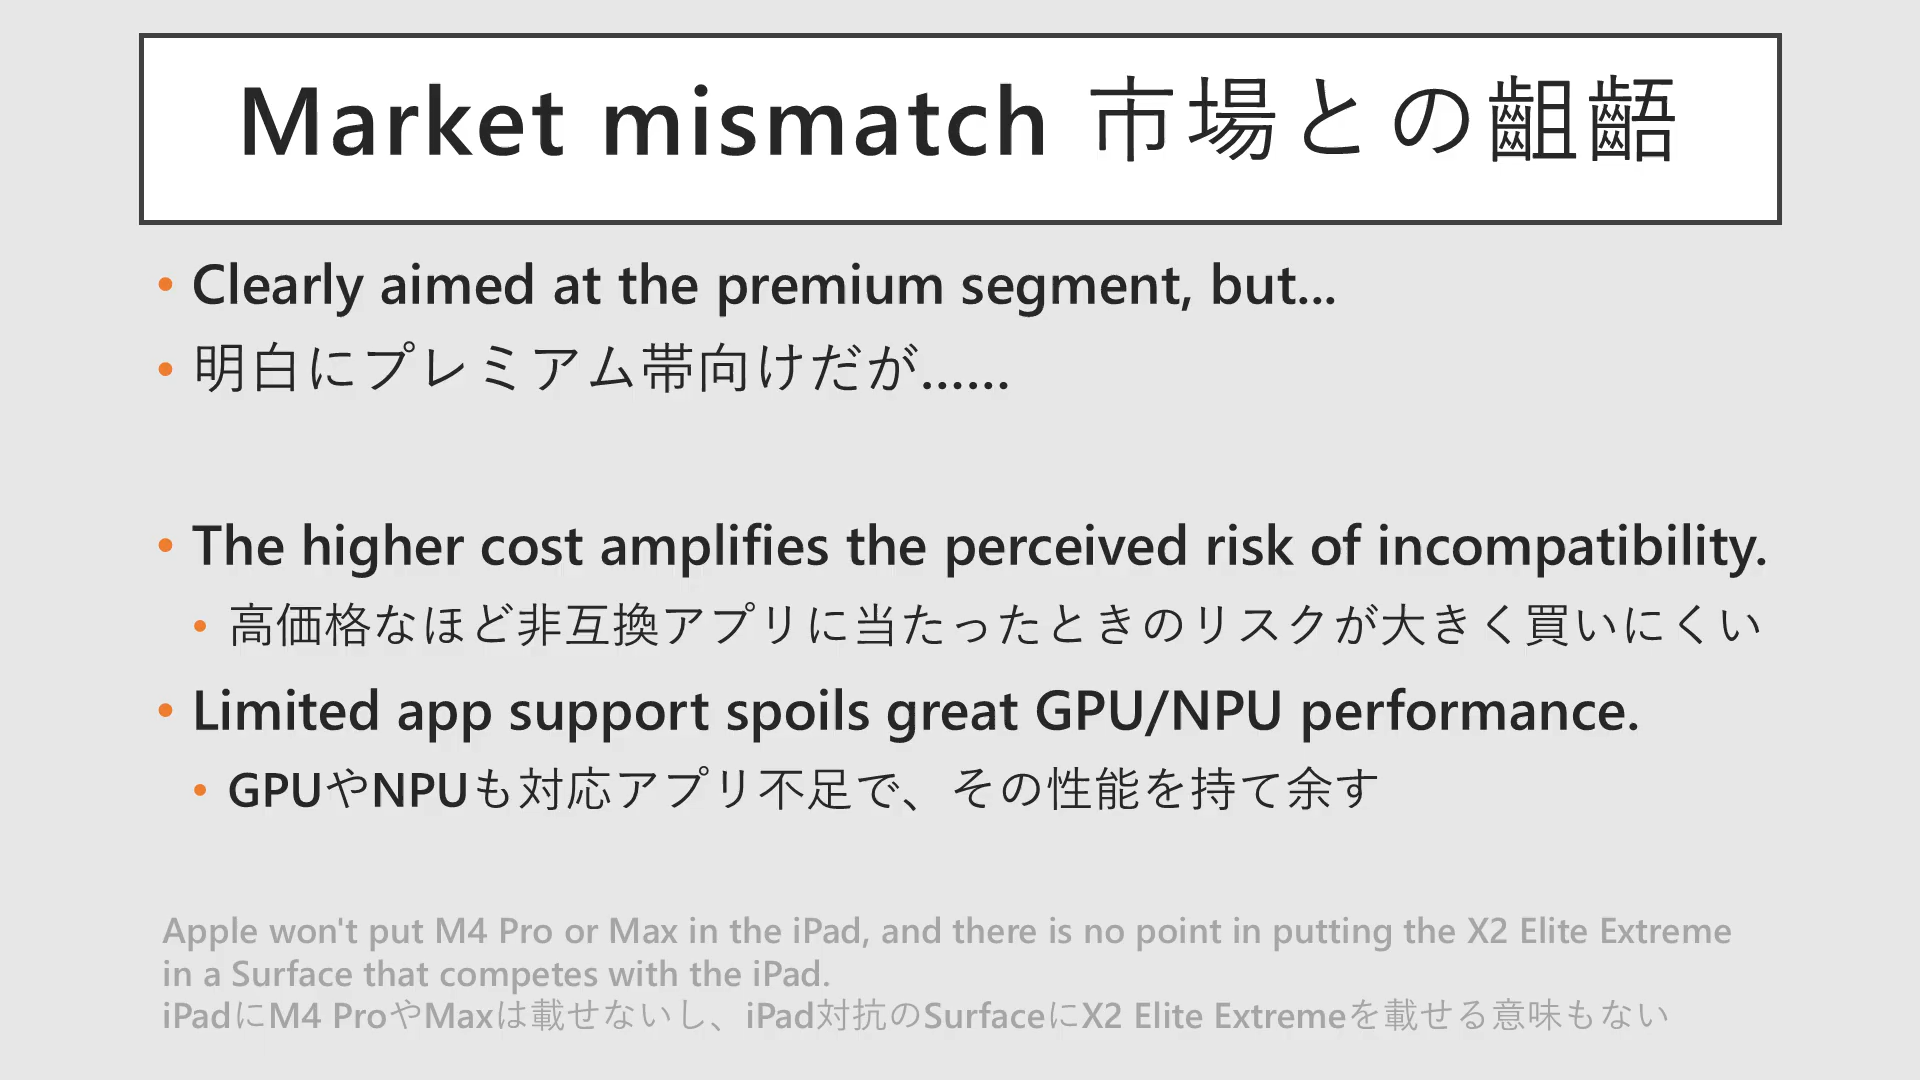 Market mismatch 市場との齟齬
• Clearly aimed at the premium segment, but...
• 明白にプレミアム帯向けだが......
• The higher cost amplifies the perceived risk of incompatibility.
• 高価格なほど非互換アプリに当たったときのリスクが大きく買いにくい
• Limited app support spoils great GPU/NPU performance.
• GPUやNPUも対応アプリ不足で、その性能を持て余す
Apple won't put M4 Pro or Max in the iPad, and there is no point in putting the X2 Elite Extreme
in a Surface that competes with the iPad.
iPadにM4 ProやMaxは載せないし、iPad対抗のSurfaceにX2 Elite Extremeを載せる意味もない